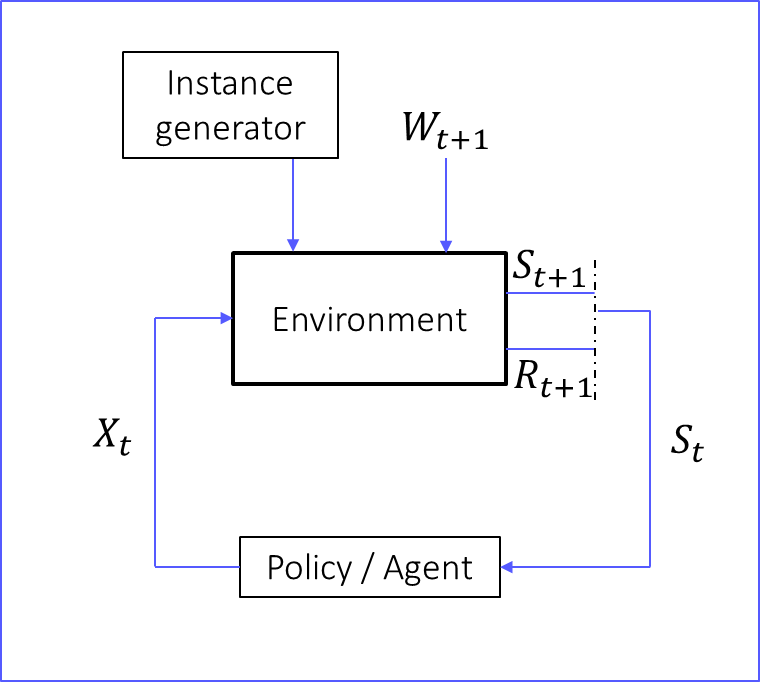 Instance
generator
W_{t+1}
S_{t+1}
Environment
R_{t+1}
X_t
S_t
Policy / Agent